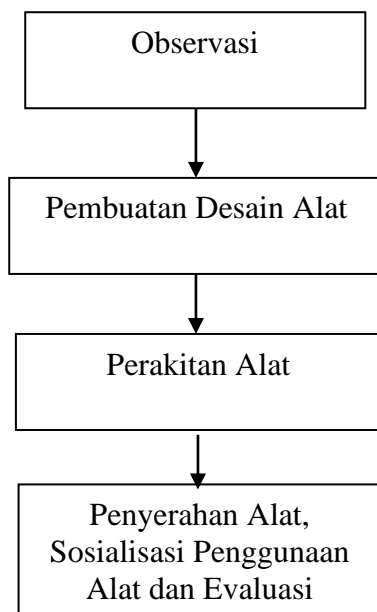 Observasi
Pembuatan Desain Alat
Perakitan Alat
Penyerahan Alat,
Sosialisasi Penggunaan
Alat dan Evaluasi